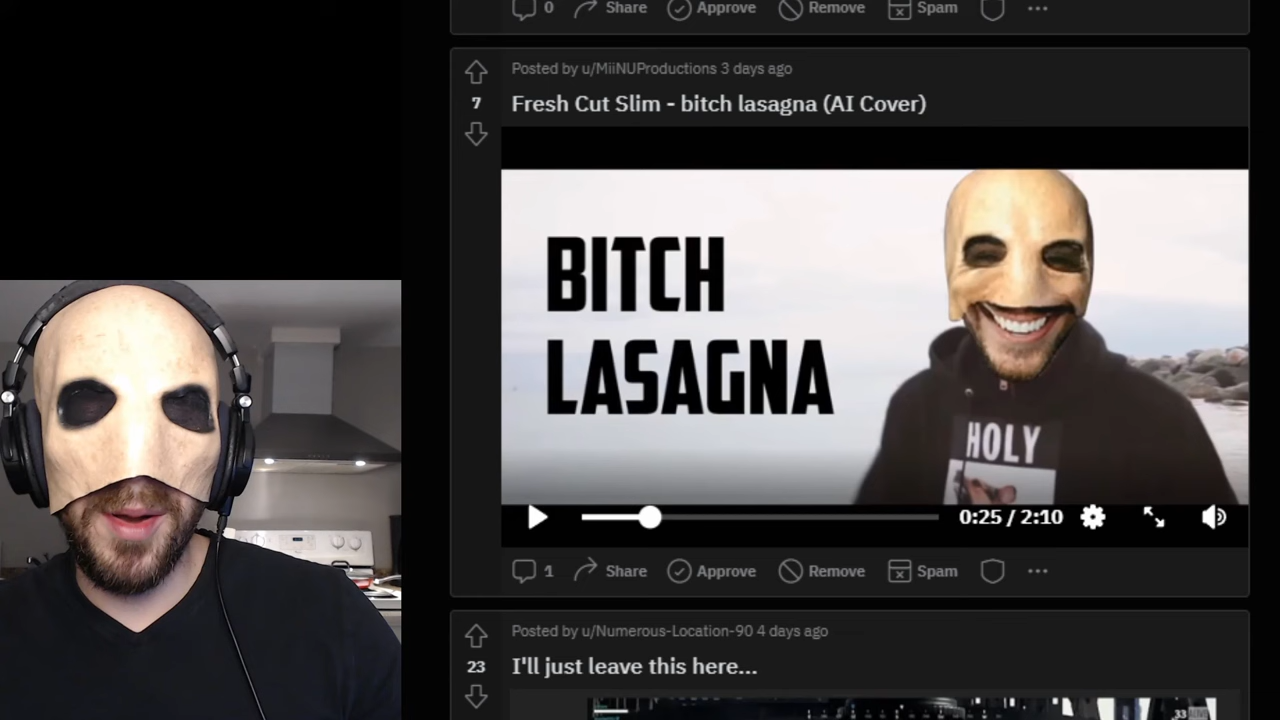 0 Share Approve Remove Spam
Posted by u/MiiNUProductions 3 days ago
7
Fresh Cut Slim - bitch lasagna (AI Cover)
BITCH
LASAGNA
HOLY
0:25 / 2:10
1 Share Approve Remove Spam
Posted by u/Numerous-Location-90 4 days ago
23
I'll just leave this here...
33